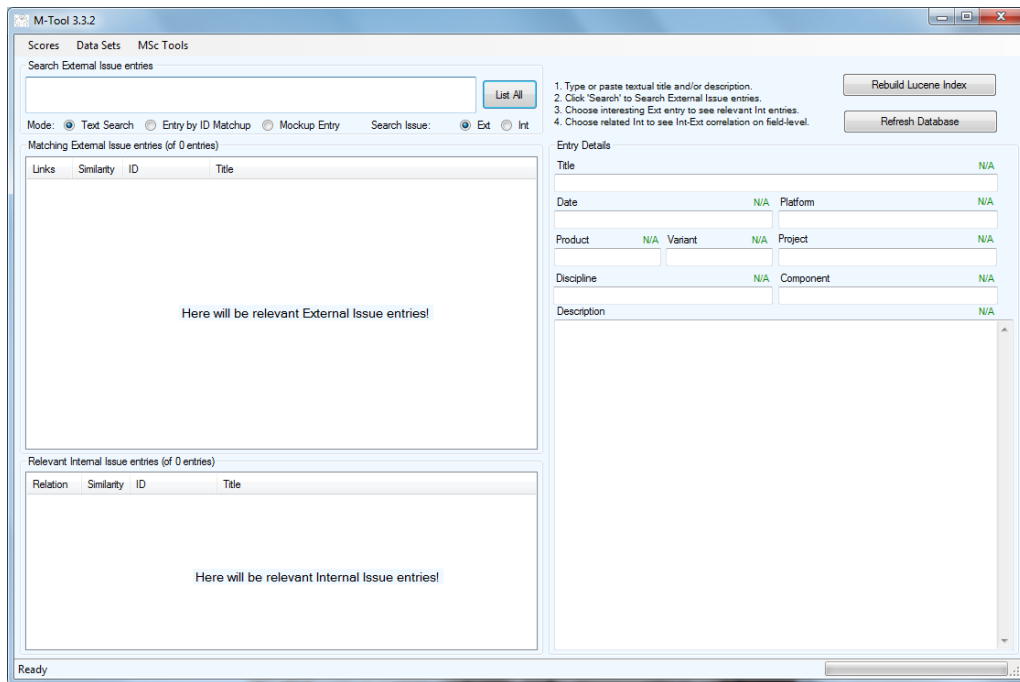 M-Tool 3.3.2
Scores Data Sets MSc Tools
Search External Issue entries
List All
Mode: Text Search Entry by ID Matchup Mockup Entry Search Issue: Ext Int
1. Type or paste textual title and/or description.
2. Click 'Search' to Search External Issue entries.
3. Choose interesting Ext entry to see relevant Int entries.
4. Choose related Int to see Int-Ext correlation on field-level.
Rebuild Lucene Index
Refresh Database
Matching External Issue entries (of 0 entries)
Links Similarity ID Title
Here will be relevant External Issue entries!
Relevant Internal Issue entries (of 0 entries)
Relation Similarity ID Title
Here will be relevant Internal Issue entries!
Entry Details
Title N/A
Date N/A Platform N/A
Product N/A Variant N/A Project N/A
Discipline N/A Component N/A
Description N/A
Ready